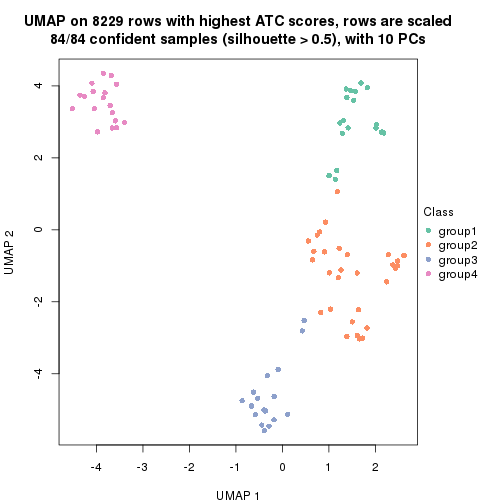 UMAP on 8229 rows with highest ATC scores, rows are scaled
84/84 confident samples (silhouette > 0.5), with 10 PCs
4
2
0
-2
-4
UMAP 2
-4
-3
-2
-1
0
1
2
UMAP 1
Class
group1
group2
group3
group4